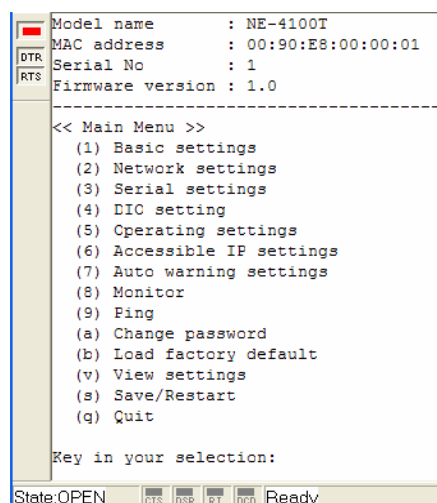 Model name : NE-4100T
MAC address : 00:90:E8:00:00:01
DTR
Serial No : 1
RTS
Firmware version : 1.0
----------------------------------------
<< Main Menu >>
(1) Basic settings
(2) Network settings
(3) Serial settings
(4) DIO setting
(5) Operating settings
(6) Accessible IP settings
(7) Auto warning settings
(8) Monitor
(9) Ping
(a) Change password
(b) Load factory default
(v) View settings
(s) Save/Restart
(q) Quit
Key in your selection:
State:OPEN CTS DSR RI DCD Ready